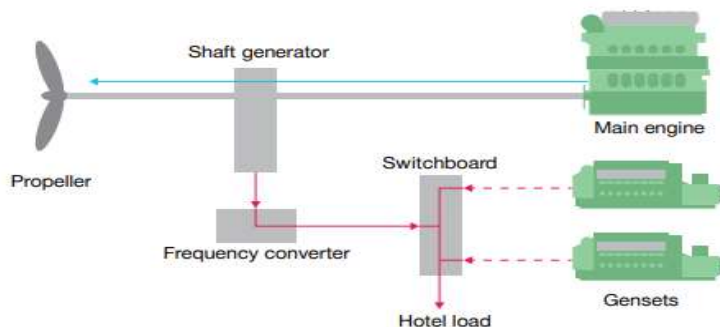 Shaft generator
Main engine
Propeller
Switchboard
Frequency converter
Gensets
Hotel load